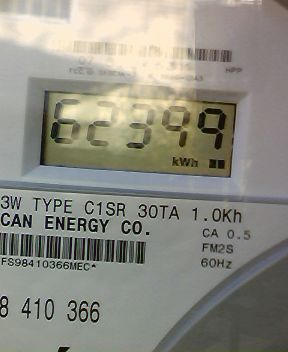 HPP
62399
kWh
3W TYPE C1SR 30TA 1.0Kh
CAN ENERGY CO.
CA 0.5
FM2S
60Hz
*FS98410366MEC*
8 410 366